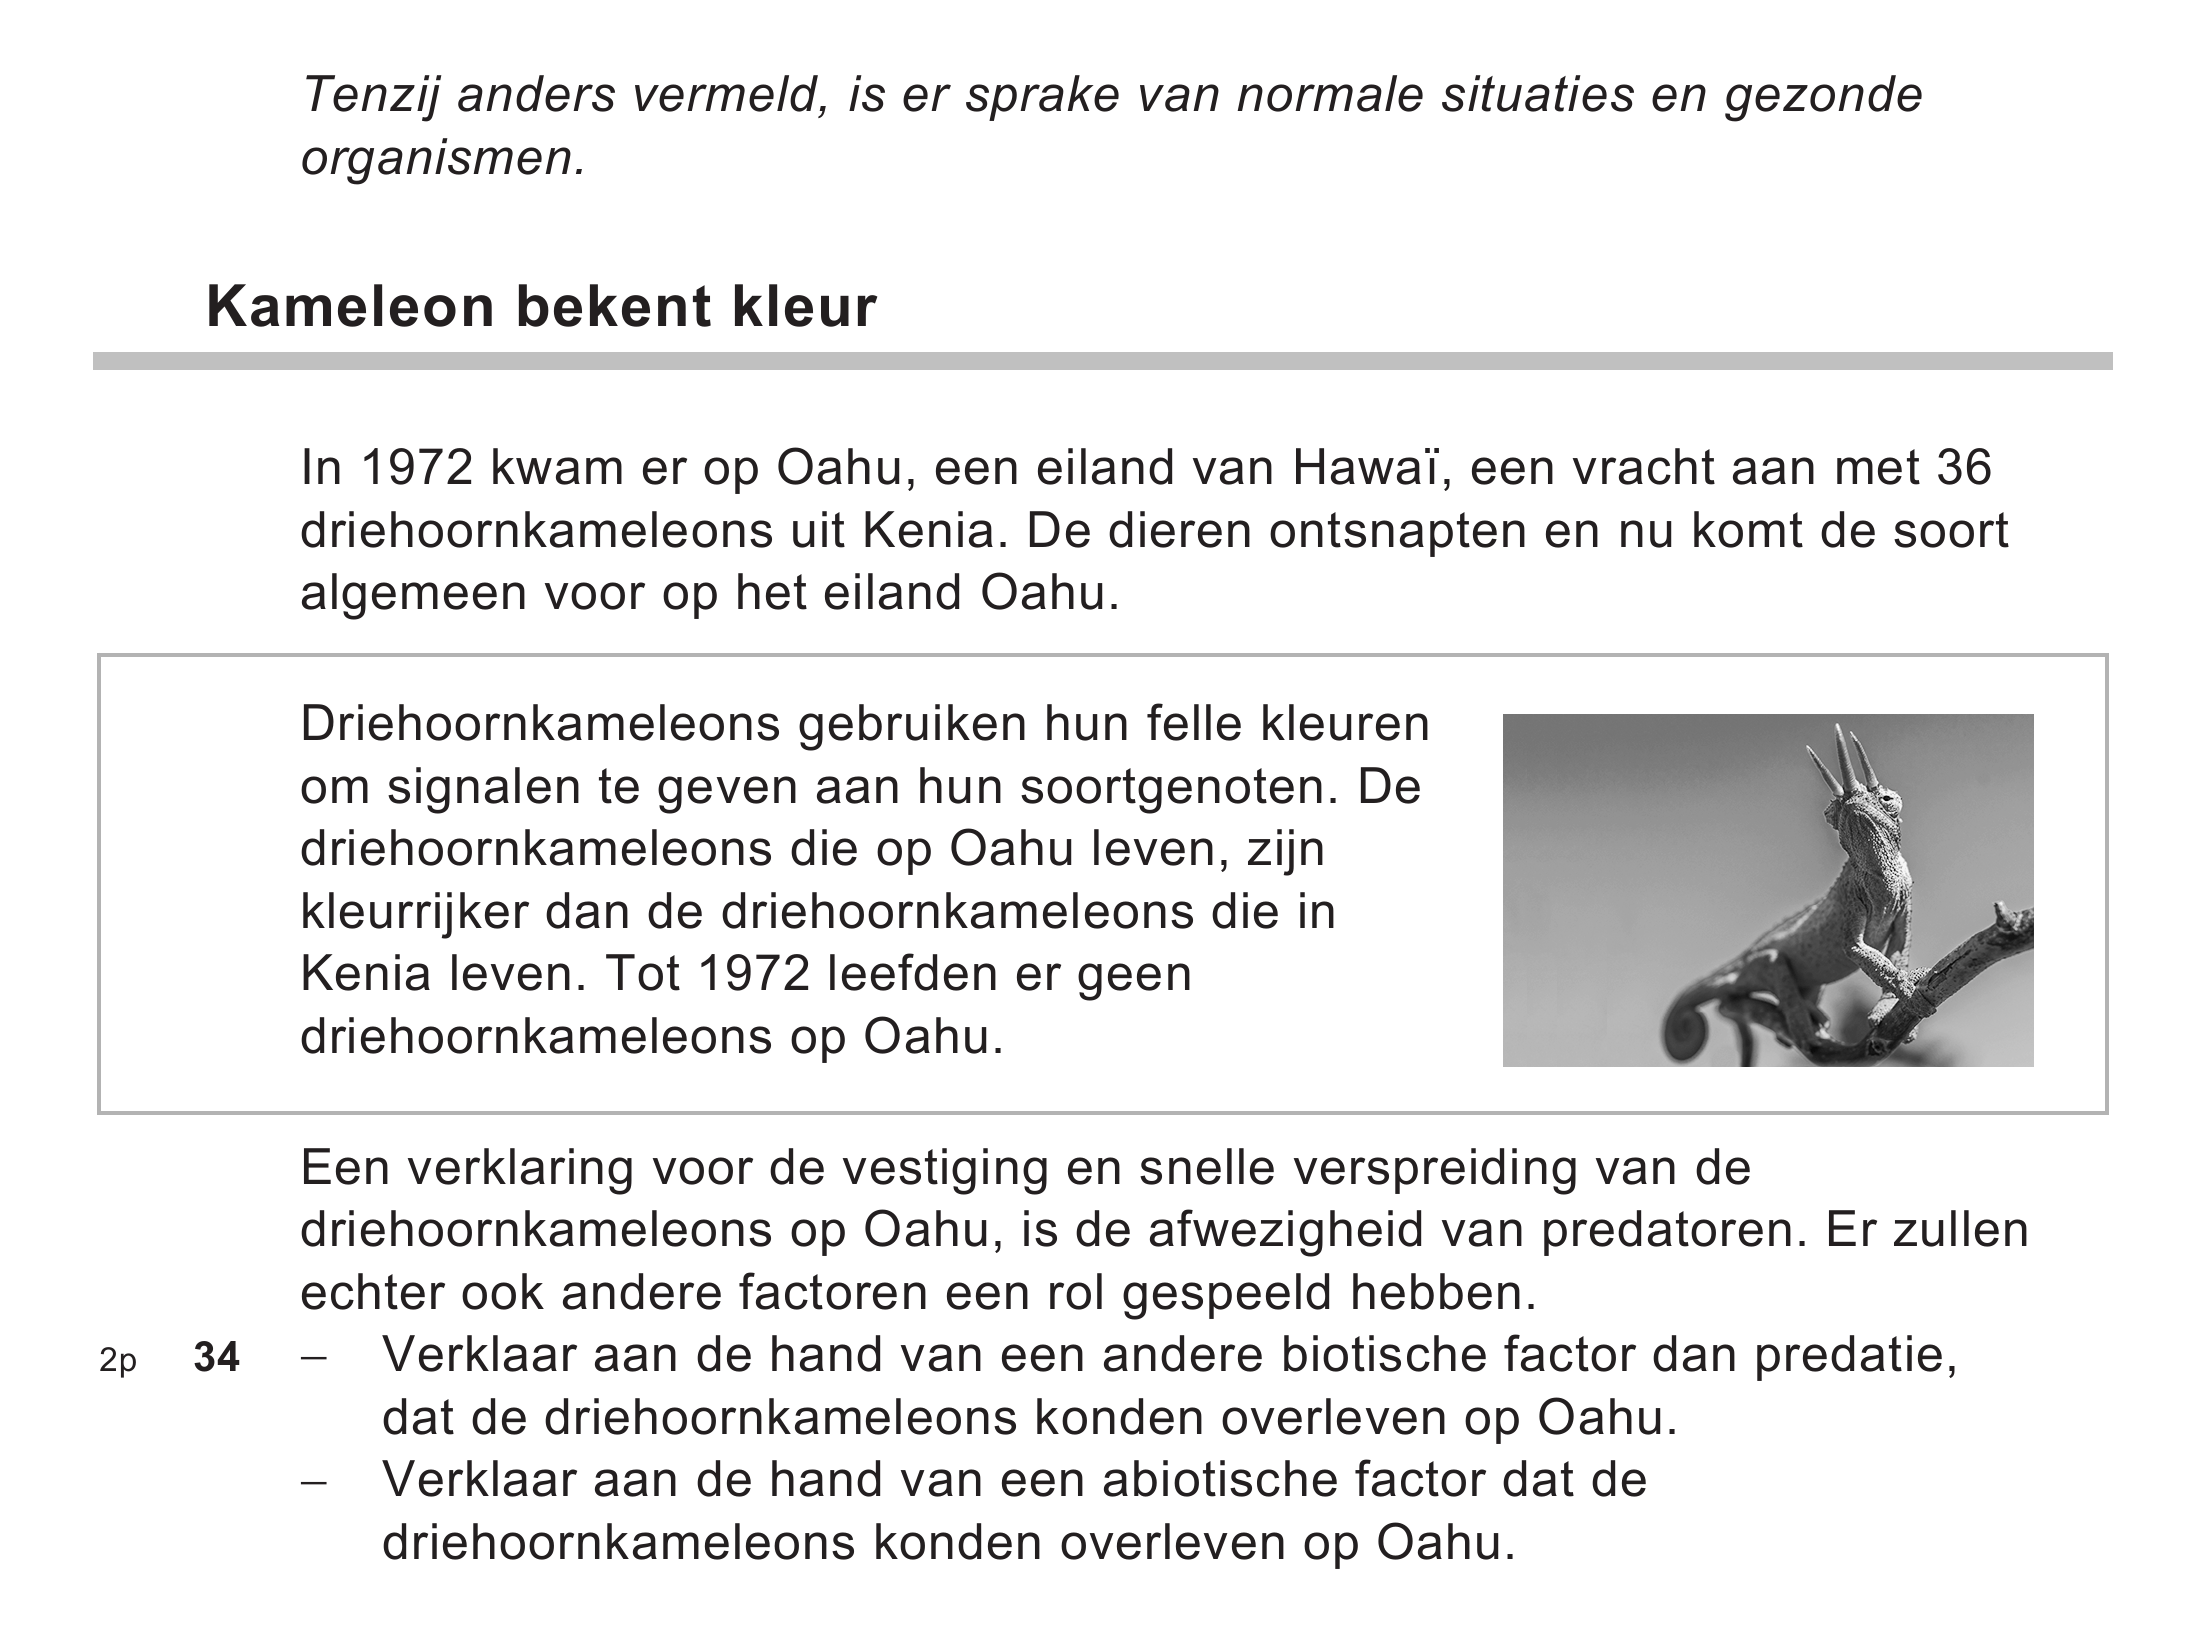 Tenzij anders vermeld, is er sprake van normale situaties en gezonde
organismen.
Kameleon bekent kleur
In 1972 kwam er op Oahu, een eiland van Hawaï, een vracht aan met 36
driehoornkameleons uit Kenia. De dieren ontsnapten en nu komt de soort
algemeen voor op het eiland Oahu.
Driehoornkameleons gebruiken hun felle kleuren
om signalen te geven aan hun soortgenoten. De
driehoornkameleons die op Oahu leven, zijn
kleurrijker dan de driehoornkameleons die in
Kenia leven. Tot 1972 leefden er geen
driehoornkameleons op Oahu.
Een verklaring voor de vestiging en snelle verspreiding van de
driehoornkameleons op Oahu, is de afwezigheid van predatoren. Er zullen
echter ook andere factoren een rol gespeeld hebben.
2p 34 – Verklaar aan de hand van een andere biotische factor dan predatie,
dat de driehoornkameleons konden overleven op Oahu.
– Verklaar aan de hand van een abiotische factor dat de
driehoornkameleons konden overleven op Oahu.